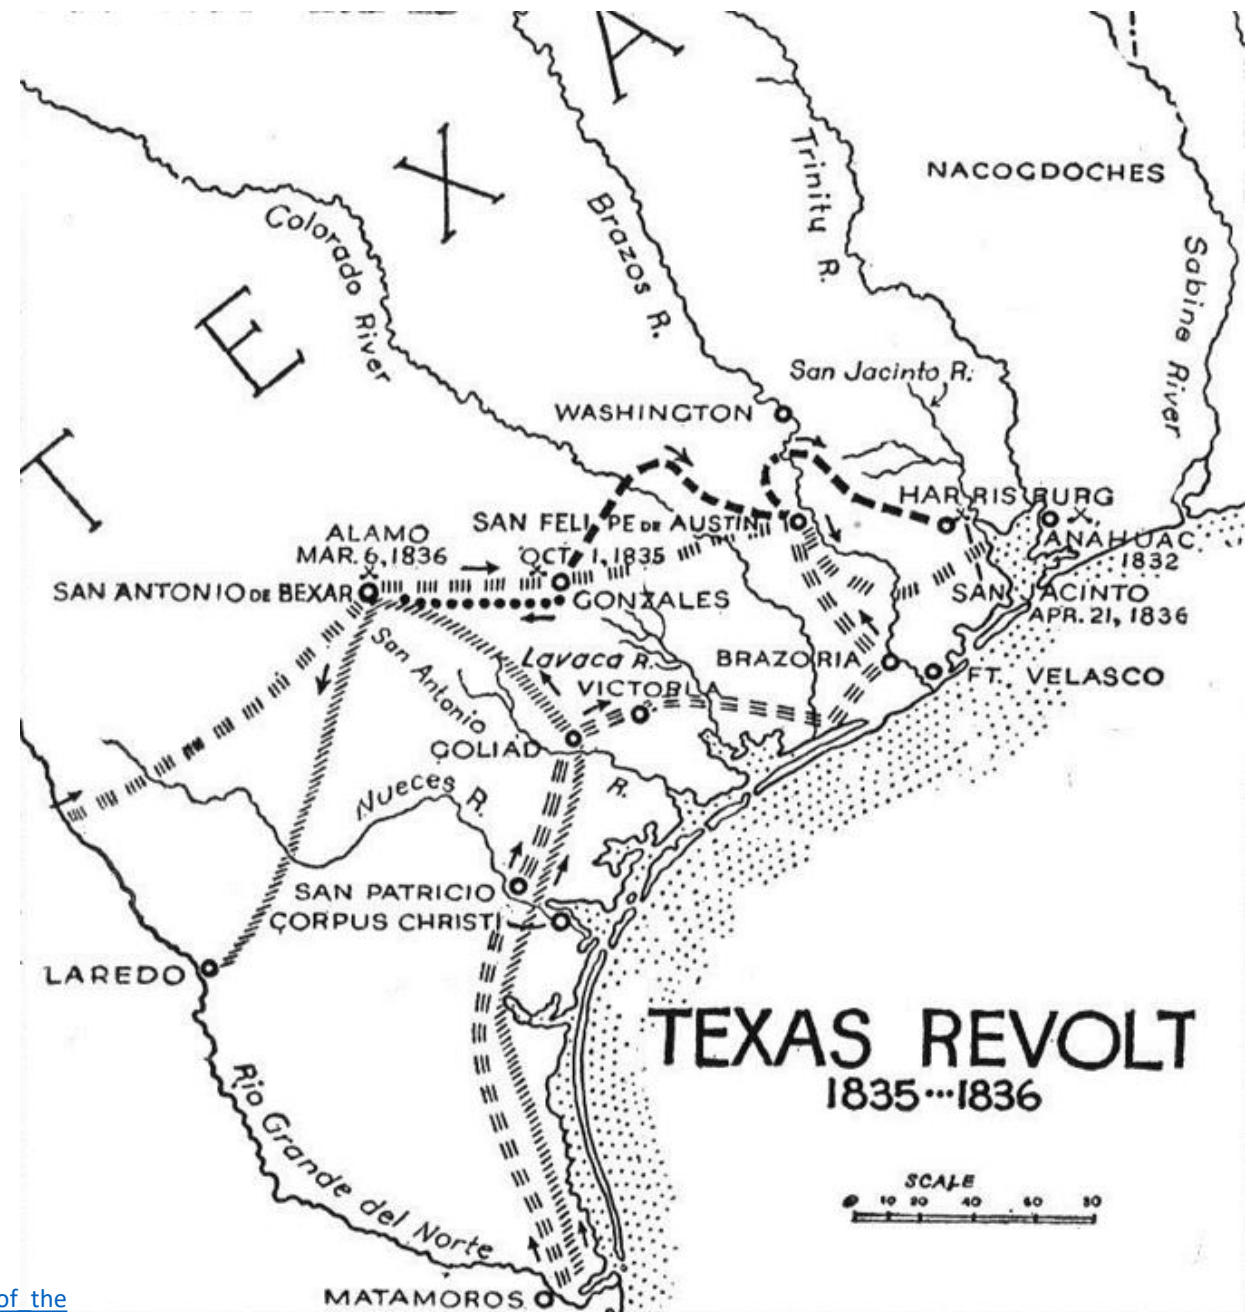 T E X A
Colorado River
Brazos R.
Trinity R.
NACOGDOCHES
Sabine River
San Jacinto R.
WASHINGTON
HARRISBURG
ALAMO
MAR. 6, 1836
SAN FELIPE DE AUSTIN
OCT. 1, 1835
ANAHUAC
1832
SAN ANTONIO DE BEXAR
GONZALES
SAN JACINTO
APR. 21, 1836
San Antonio
R.
Lavaca R.
BRAZORIA
VICTORIA
FT. VELASCO
GOLIAD
Nueces R.
SAN PATRICIO
CORPUS CHRISTI
LAREDO
TEXAS REVOLT
1835...1836
Rio Grande del Norte
SCALE
0 10 20 40 60 80
MATAMOROS
of_the